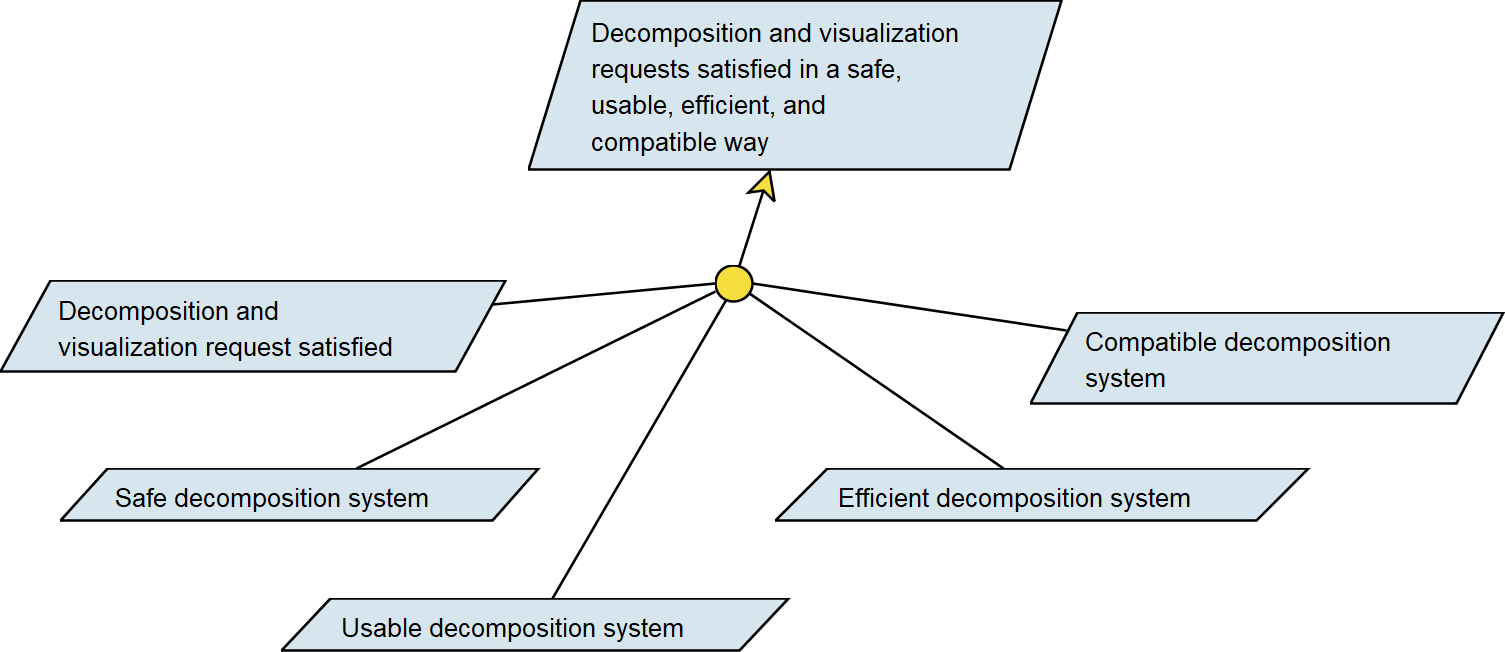 Decomposition and visualization
requests satisfied in a safe,
usable, efficient, and
compatible way
Decomposition and
visualization request satisfied
Compatible decomposition
system
Safe decomposition system
Efficient decomposition system
Usable decomposition system